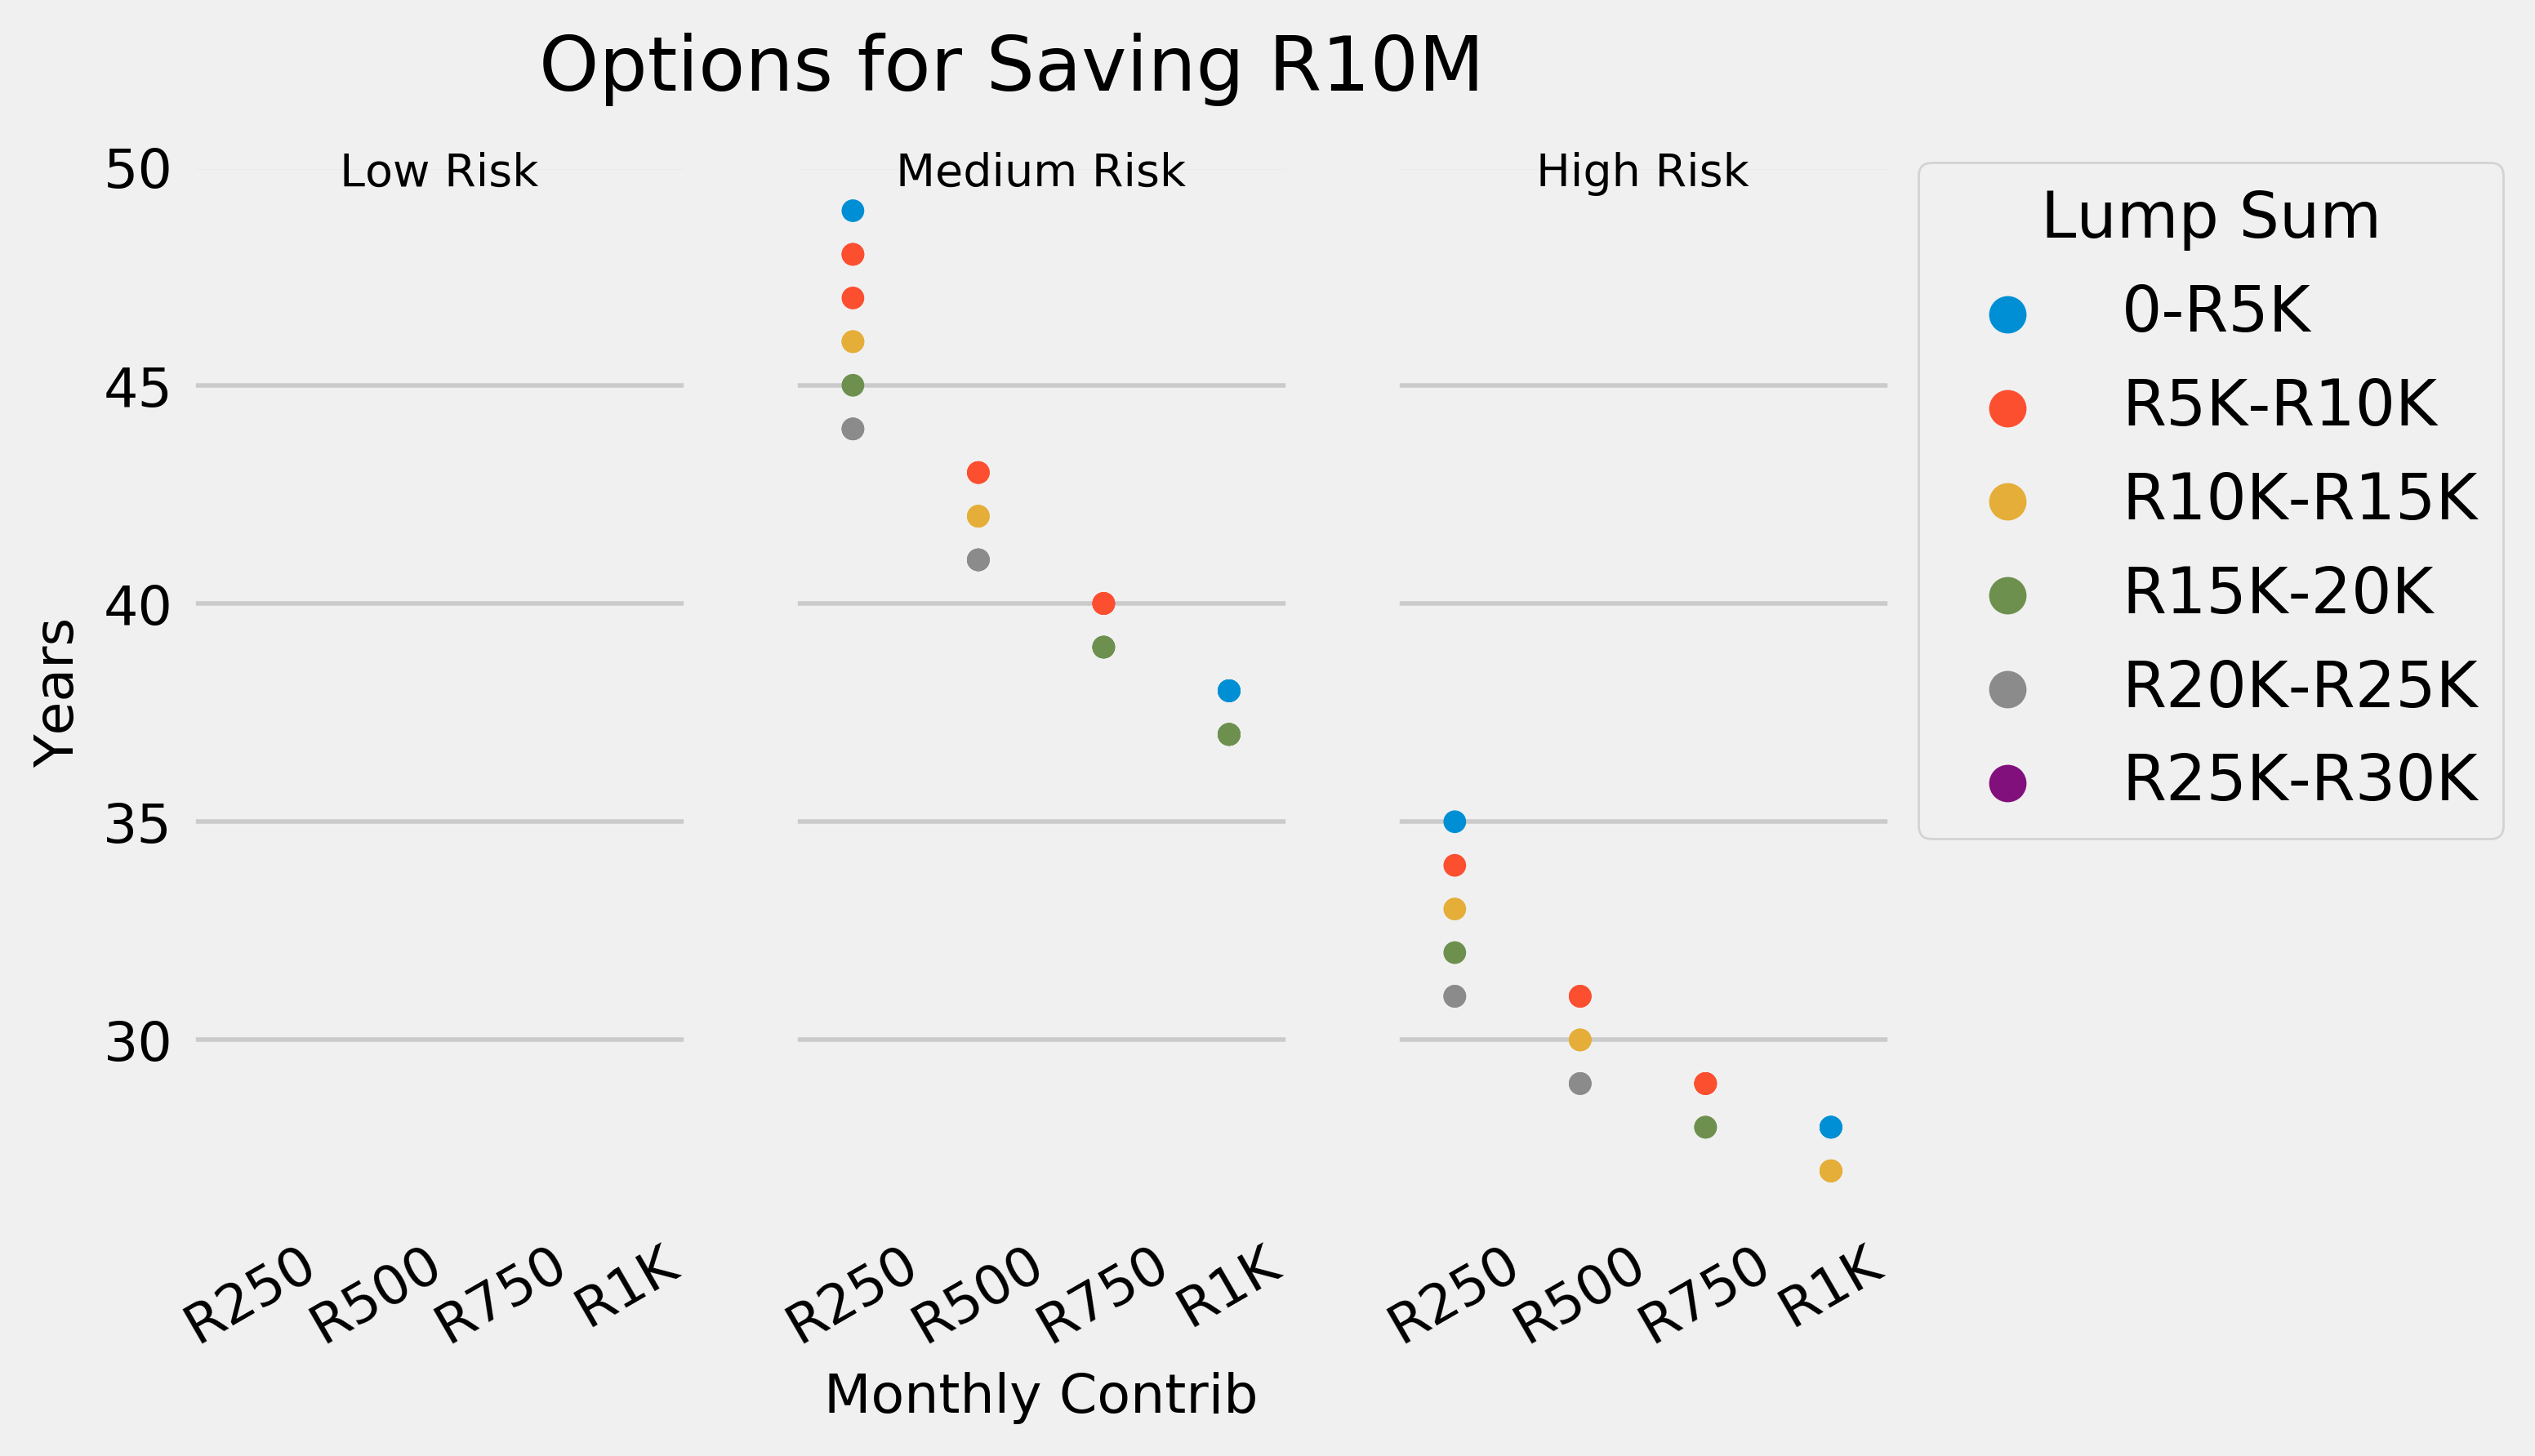 Options for Saving R10M
Low Risk
Medium Risk
High Risk
50
45
40
35
30
Years
R250
R500
R750
R1K
R250
R500
R750
R1K
R250
R500
R750
R1K
Monthly Contrib
Lump Sum
0-R5K
R5K-R10K
R10K-R15K
R15K-20K
R20K-R25K
R25K-R30K